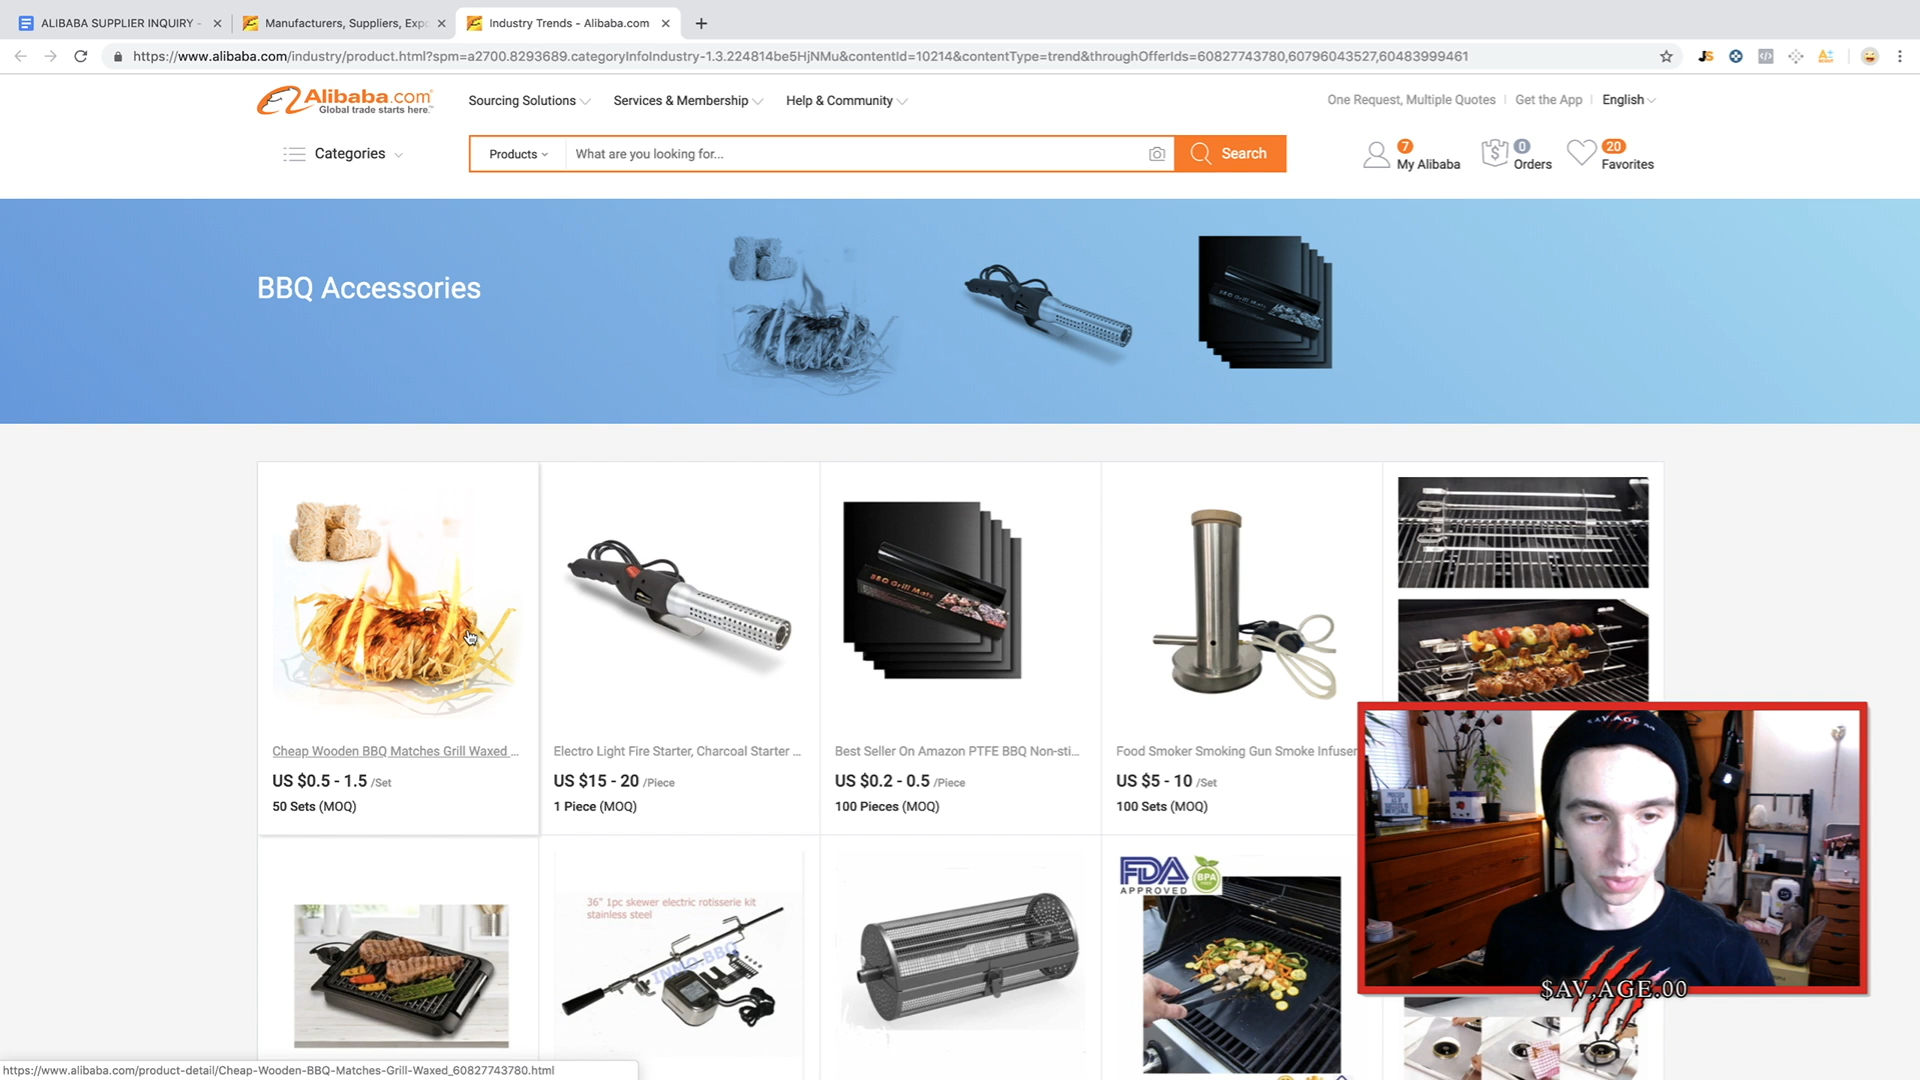 ALIBABA SUPPLIER INQUIRY -
Manufacturers, Suppliers, Expo
Industry Trends - Alibaba.com
https://www.alibaba.com/industry/product.html?spm=a2700.8293689.categoryInfoIndustry-1.3.224814be5HjNMu&contentId=10214&contentType=trend&throughOfferIds=60827743780,60796043527,60483999461
Alibaba.com
Global trade starts here.™
Sourcing Solutions
Services & Membership
Help & Community
One Request, Multiple Quotes
Get the App
English
Categories
Products
What are you looking for...
Search
7
My Alibaba
0
Orders
20
Favorites
BBQ Accessories
BBQ Grill Mats
Cheap Wooden BBQ Matches Grill Waxed ...
US $0.5 - 1.5 /Set
50 Sets (MOQ)
Electro Light Fire Starter, Charcoal Starter ...
US $15 - 20 /Piece
1 Piece (MOQ)
BBQ Grill Mats
Best Seller On Amazon PTFE BBQ Non-sti...
US $0.2 - 0.5 /Piece
100 Pieces (MOQ)
Food Smoker Smoking Gun Smoke Infuser
US $5 - 10 /Set
100 Sets (MOQ)
36" 1pc skewer electric rotisserie kit
stainless steel
INNO.BBQ
FDA
APPROVED
BPA
$AV,AGE.00
https://www.alibaba.com/product-detail/Cheap-Wooden-BBQ-Matches-Grill-Waxed_60827743780.html